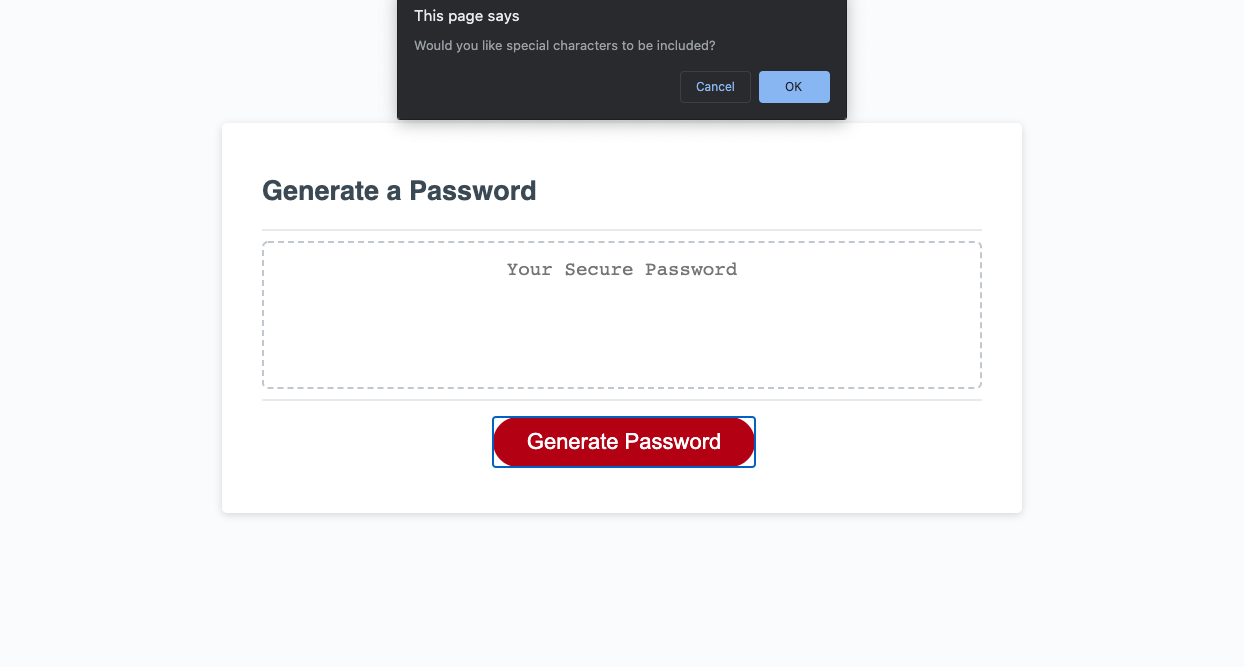 This page says
Would you like special characters to be included?
Cancel
OK
Generate a Password
Your Secure Password
Generate Password